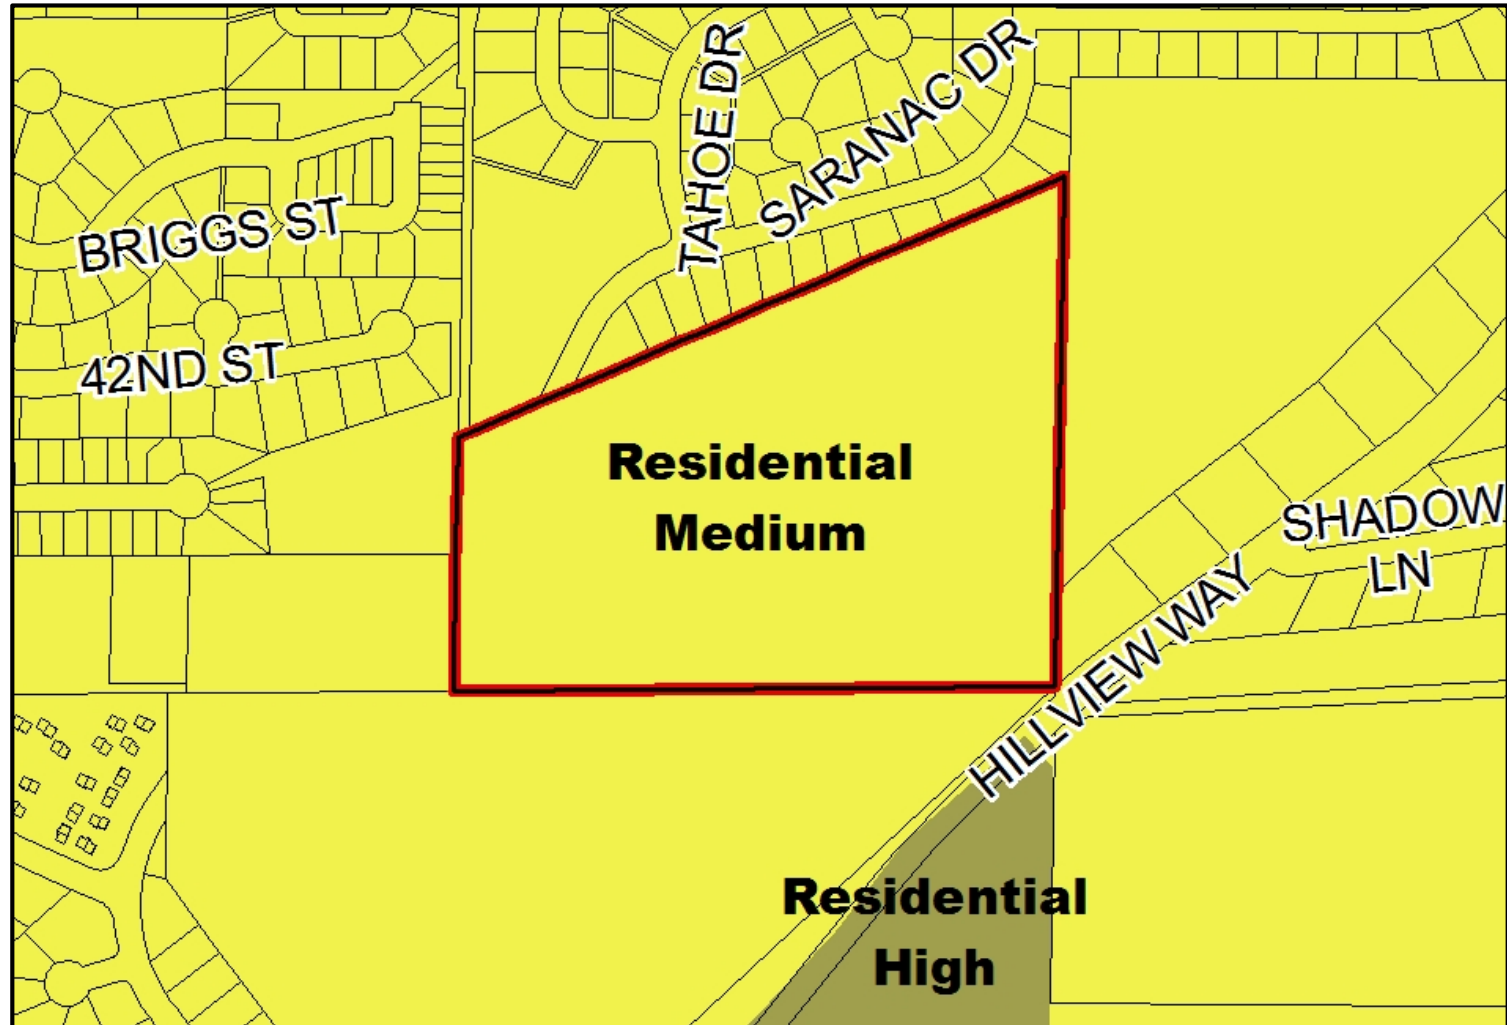 TAHOE DR
SARANAC DR
BRIGGS ST
42ND ST
Residential
Medium
SHADOW
LN
HILLVIEW WAY
Residential
High